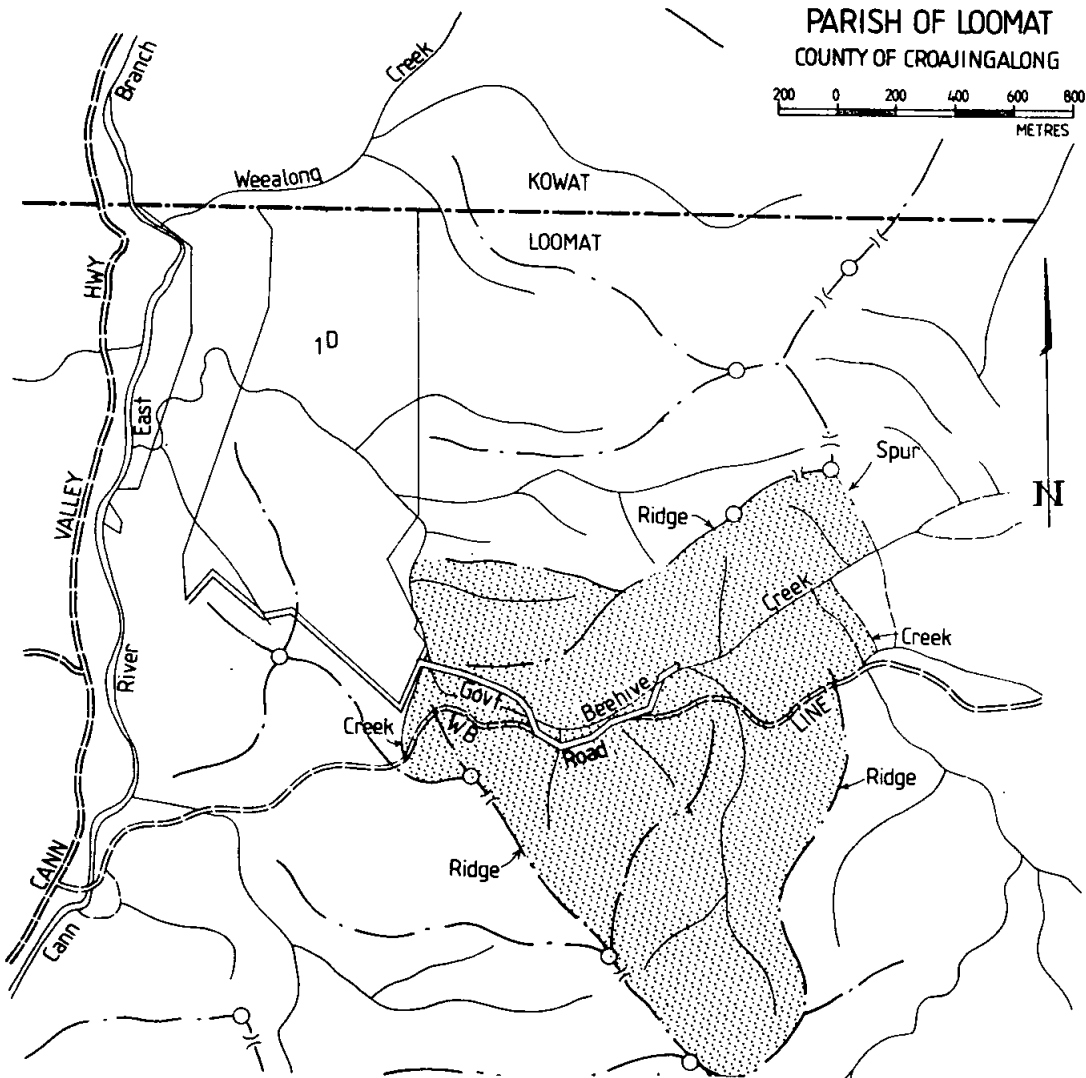 PARISH OF LOOMAT
COUNTY OF CROAJINGALONG
200 0 200 400 600 800
METRES
Branch
Creek
Weealong
KOWAT
LOOMAT
HWY
1D
East
VALLEY
Spur
Ridge
N
Creek
Creek
River
Govt
Beehive
Creek
WB
LINE
Road
Ridge
Ridge
CANN
Cann